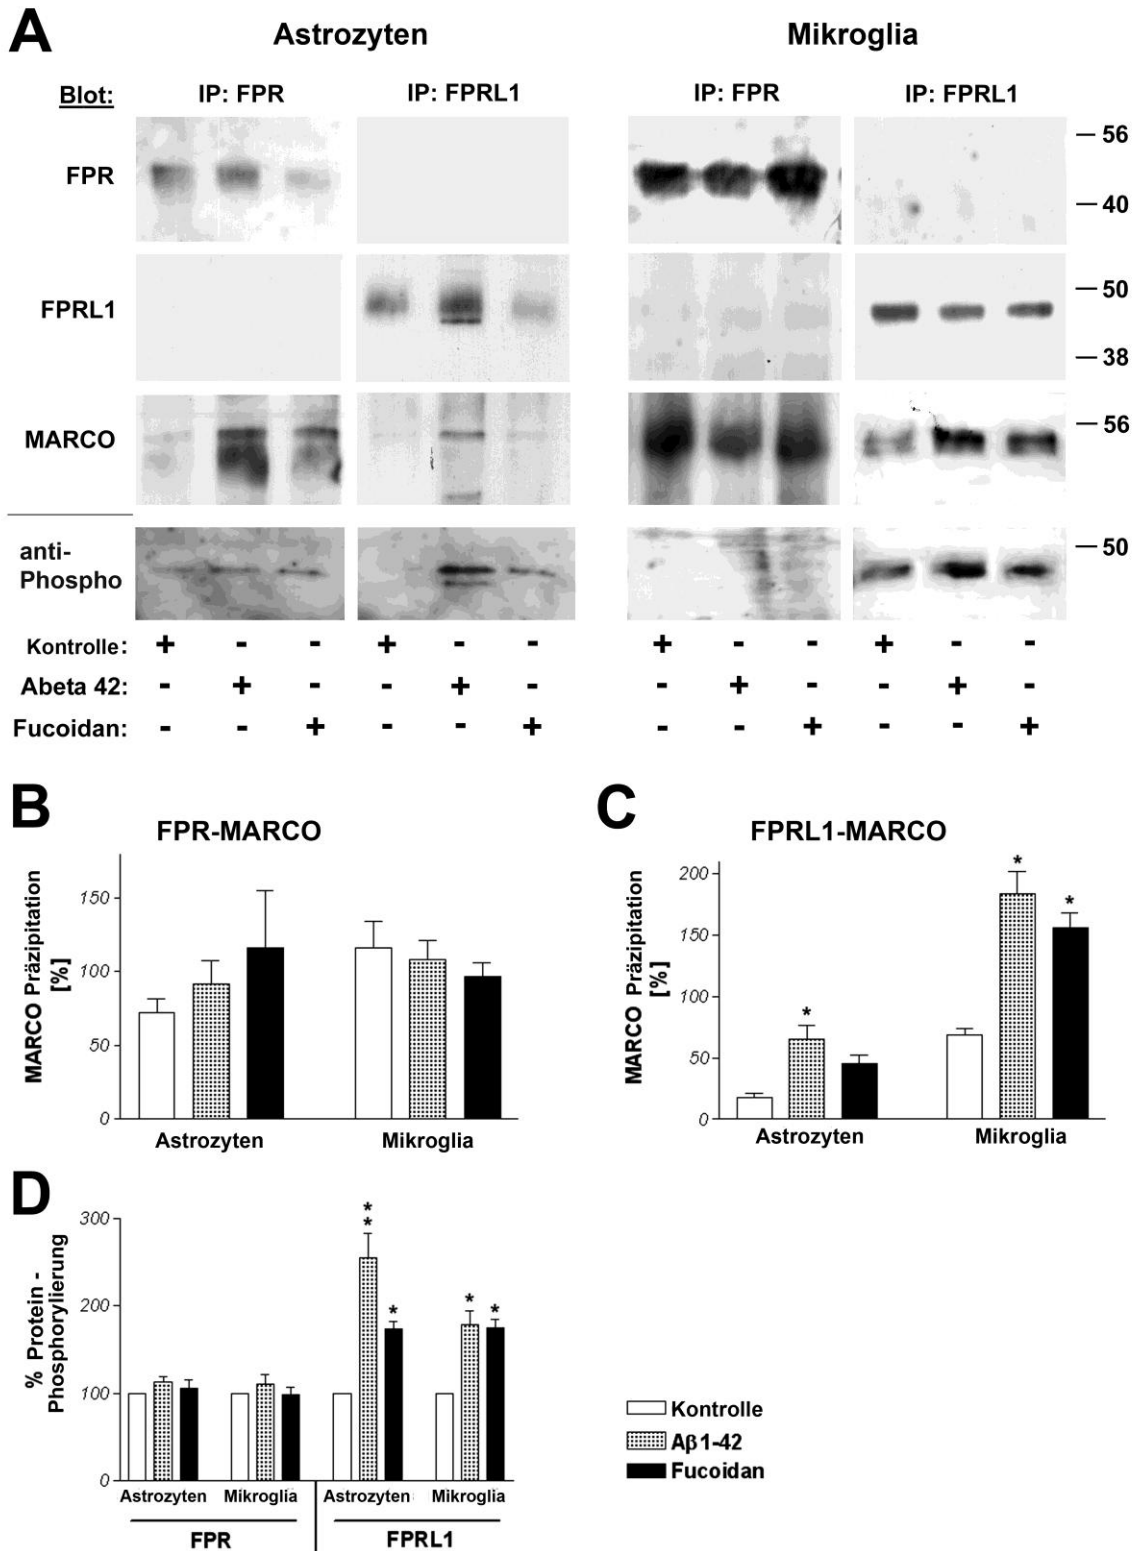 A
Astrozyten Mikroglia
Blot: IP: FPR IP: FPRL1 IP: FPR IP: FPRL1
56
FPR
40
50
FPRL1
38
56
MARCO
anti-
Phospho
50
Kontrolle: + - - + - - + - - + - -
Abeta 42: - + - - + - - + - - + -
Fucoidan: - - + - - + - - + - - +
B
FPR-MARCO
MARCO Präzipitation
[%]
150
100
50
0
Astrozyten Mikroglia
C
FPRL1-MARCO
MARCO Präzipitation
[%]
200
150
100
50
0
* * *
Astrozyten Mikroglia
D
% Protein -
Phosphorylierung
300
200
100
0
* * * * *
Astrozyten Mikroglia Astrozyten Mikroglia
FPR FPRL1
Kontrolle
Aβ1-42
Fucoidan